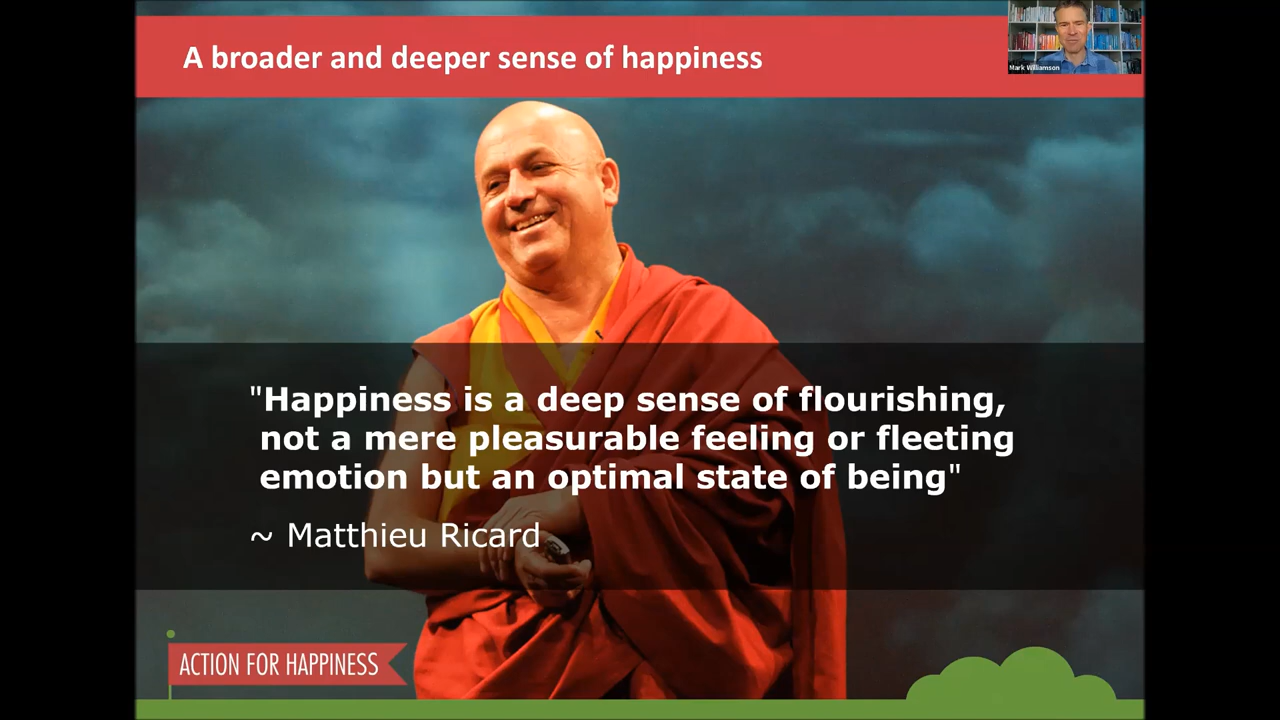 A broader and deeper sense of happiness
Mark Williamson
"Happiness is a deep sense of flourishing,
not a mere pleasurable feeling or fleeting
emotion but an optimal state of being"
~ Matthieu Ricard
ACTION FOR HAPPINESS